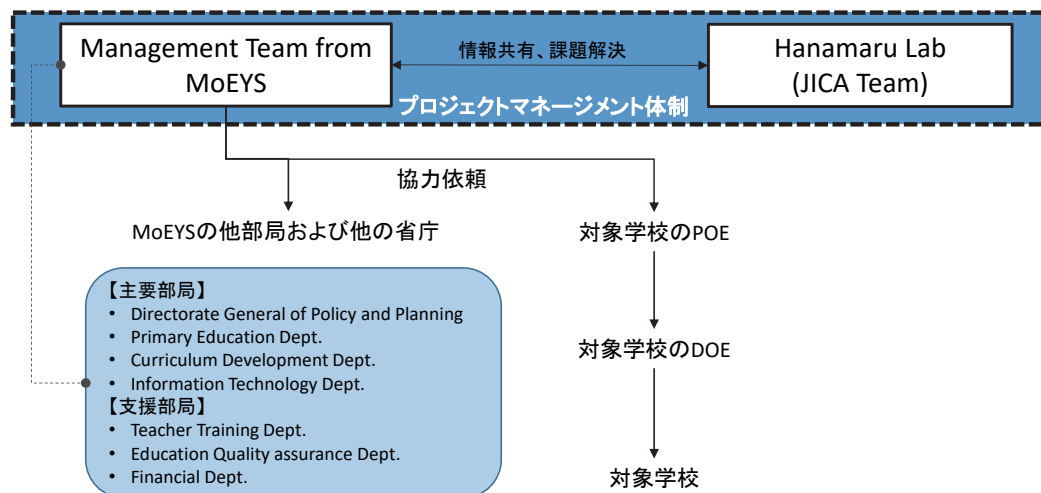 Management Team from
MoEYS
情報共有、課題解決
Hanamaru Lab
(JICA Team)
プロジェクトマネージメント体制
協力依頼
MoEYSの他部局および他の省庁
対象学校のPOE
【主要部局】
• Directorate General of Policy and Planning
• Primary Education Dept.
• Curriculum Development Dept.
• Information Technology Dept.
【支援部局】
• Teacher Training Dept.
• Education Quality assurance Dept.
• Financial Dept.
対象学校のDOE
対象学校